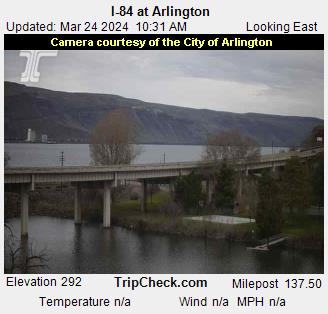 I-84 at Arlington
Updated: Mar 24 2024 10:31 AM Looking East
Camera courtesy of the City of Arlington
Elevation 292 TripCheck.com Milepost 137.50
Temperature n/a Wind n/a MPH n/a